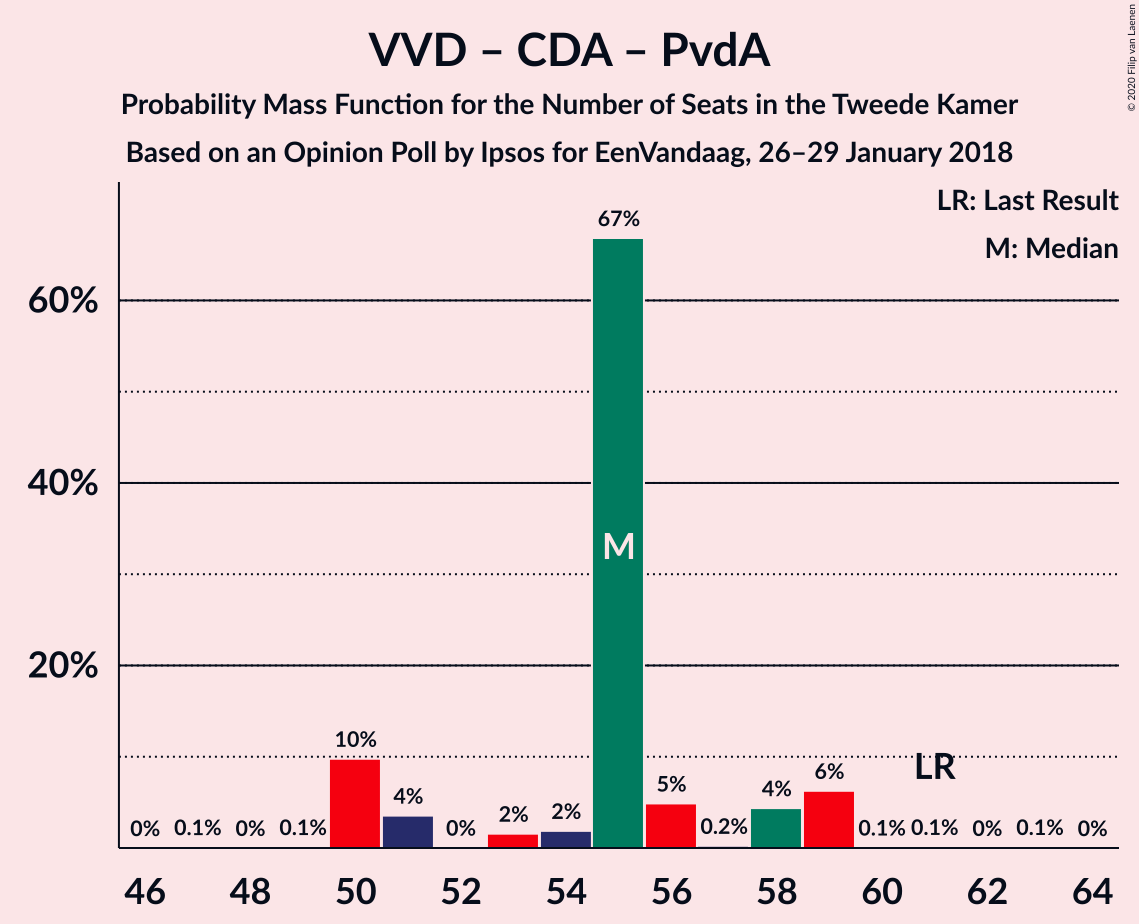 VVD – CDA – PvdA
Probability Mass Function for the Number of Seats in the Tweede Kamer
Based on an Opinion Poll by Ipsos for EenVandaag, 26–29 January 2018
© 2020 Filip van Laenen
LR: Last Result
M: Median
67%
60%
40%
M
20%
10%
LR
6%
5%
4%
4%
2%
2%
0% 0.1% 0% 0.1% 0% 0.2% 0.1% 0.1% 0% 0.1% 0%
46 48 50 52 54 56 58 60 62 64